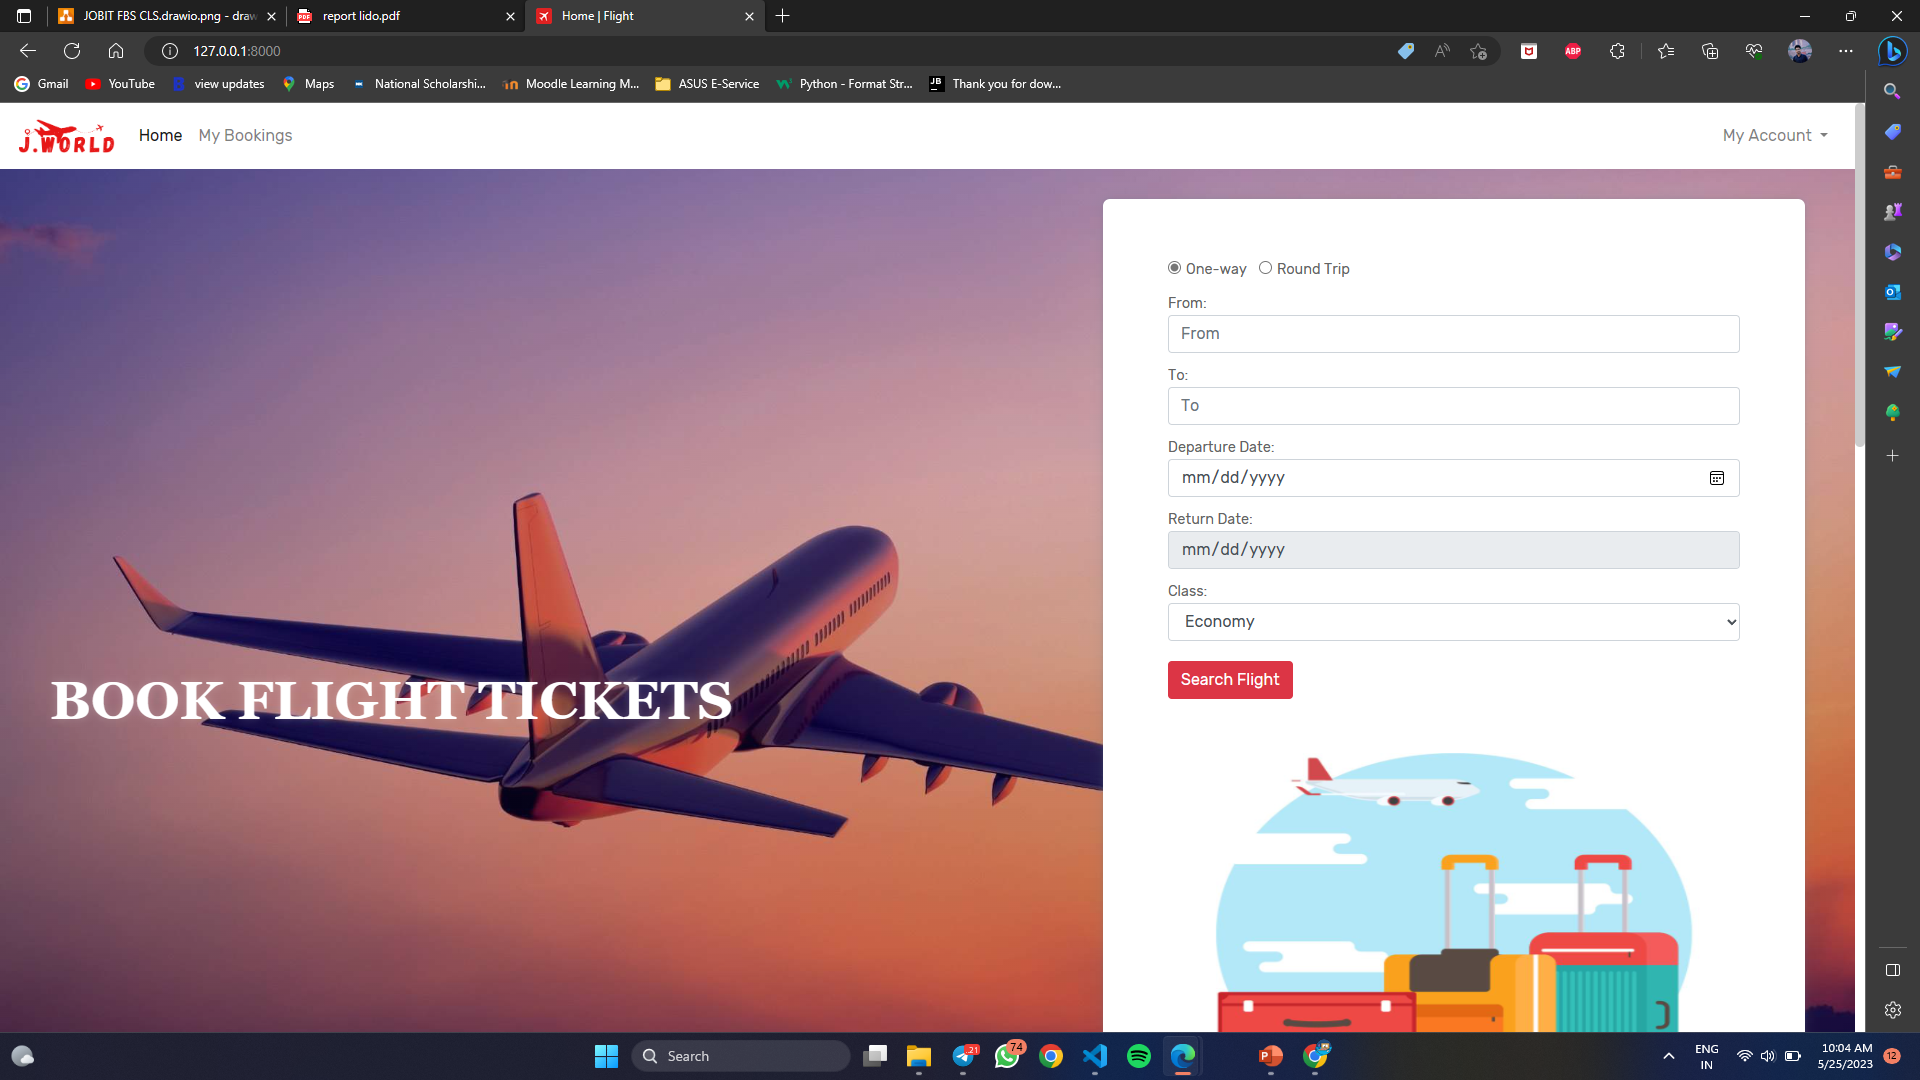 JOBIT FBS CLS.drawio.png - draw
report lido.pdf
Home | Flight
127.0.0.1:8000
Gmail
YouTube
view updates
Maps
National Scholarshi...
Moodle Learning M...
ASUS E-Service
Python - Format Str...
Thank you for dow...
J.WORLD
Home
My Bookings
My Account
One-way
Round Trip
From:
From
To:
To
Departure Date:
mm/dd/yyyy
Return Date:
mm/dd/yyyy
Class:
Economy
Search Flight
BOOK FLIGHT TICKETS
Search
21
74
ENG
IN
10:04 AM
5/25/2023
12